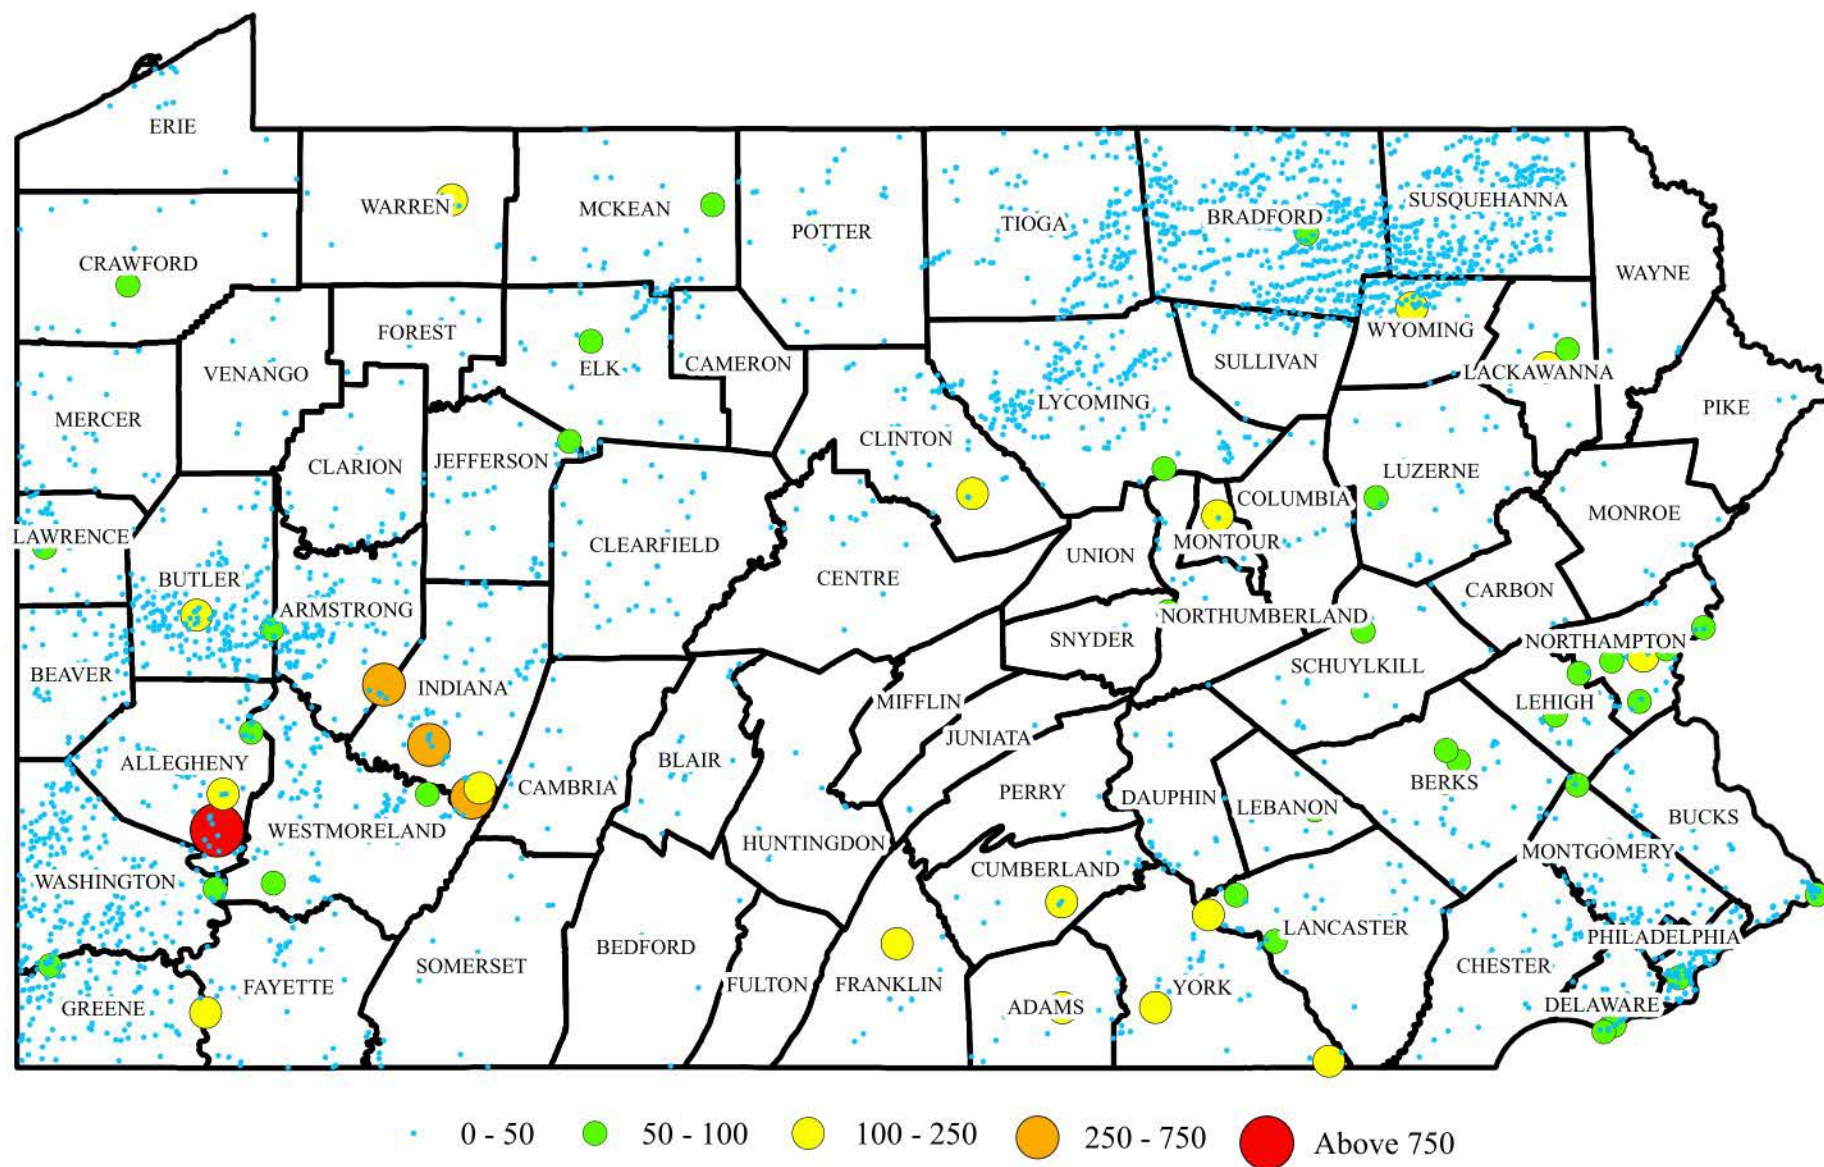 ERIE
WARREN
MCKEAN
POTTER
TIOGA
BRADFORD
SUSQUEHANNA
WAYNE
CRAWFORD
FOREST
ELK
CAMERON
VENANGO
WYOMING
SULLIVAN
LACKAWANNA
PIKE
MERCER
CLARION
JEFFERSON
CLINTON
LYCOMING
COLUMBIA
LUZERNE
MONROE
LAWRENCE
BUTLER
ARMSTRONG
CLEARFIELD
CENTRE
UNION
MONTOUR
CARBON
BEAVER
INDIANA
SNYDER
NORTHUMBERLAND
SCHUYLKILL
NORTHAMPTON
LEHIGH
MIFFLIN
JUNIATA
ALLEGHENY
BLAIR
CAMBRIA
PERRY
DAUPHIN
LEBANON
BERKS
BUCKS
WESTMORELAND
HUNTINGDON
MONTGOMERY
WASHINGTON
CUMBERLAND
LANCASTER
PHILADELPHIA
SOMERSET
BEDFORD
FULTON
FRANKLIN
CHESTER
GREENE
FAYETTE
ADAMS
YORK
DELAWARE
0 - 50 50 - 100 100 - 250 250 - 750 Above 750